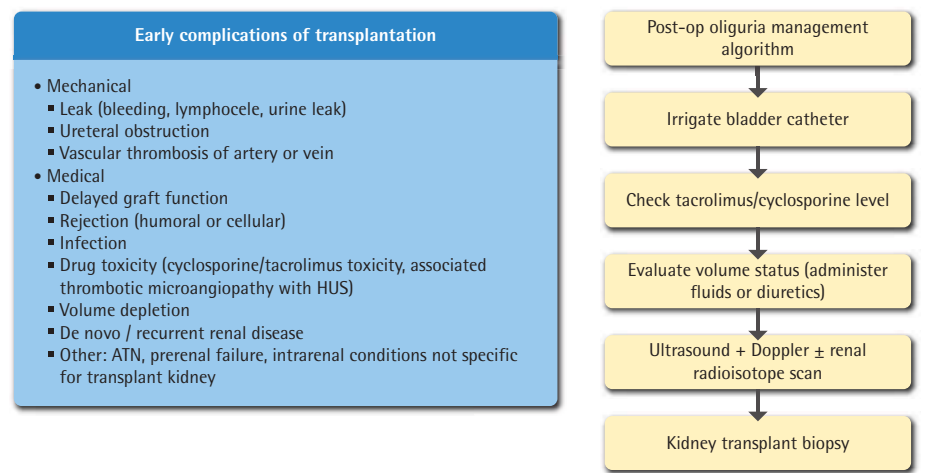 Early complications of transplantation
• Mechanical
▪ Leak (bleeding, lymphocele, urine leak)
▪ Ureteral obstruction
▪ Vascular thrombosis of artery or vein
• Medical
▪ Delayed graft function
▪ Rejection (humoral or cellular)
▪ Infection
▪ Drug toxicity (cyclosporine/tacrolimus toxicity, associated
thrombotic microangiopathy with HUS)
▪ Volume depletion
▪ De novo / recurrent renal disease
▪ Other: ATN, prerenal failure, intrarenal conditions not specific
for transplant kidney
Post-op oliguria management
algorithm
Irrigate bladder catheter
Check tacrolimus/cyclosporine level
Evaluate volume status (administer
fluids or diuretics)
Ultrasound + Doppler ± renal
radioisotope scan
Kidney transplant biopsy